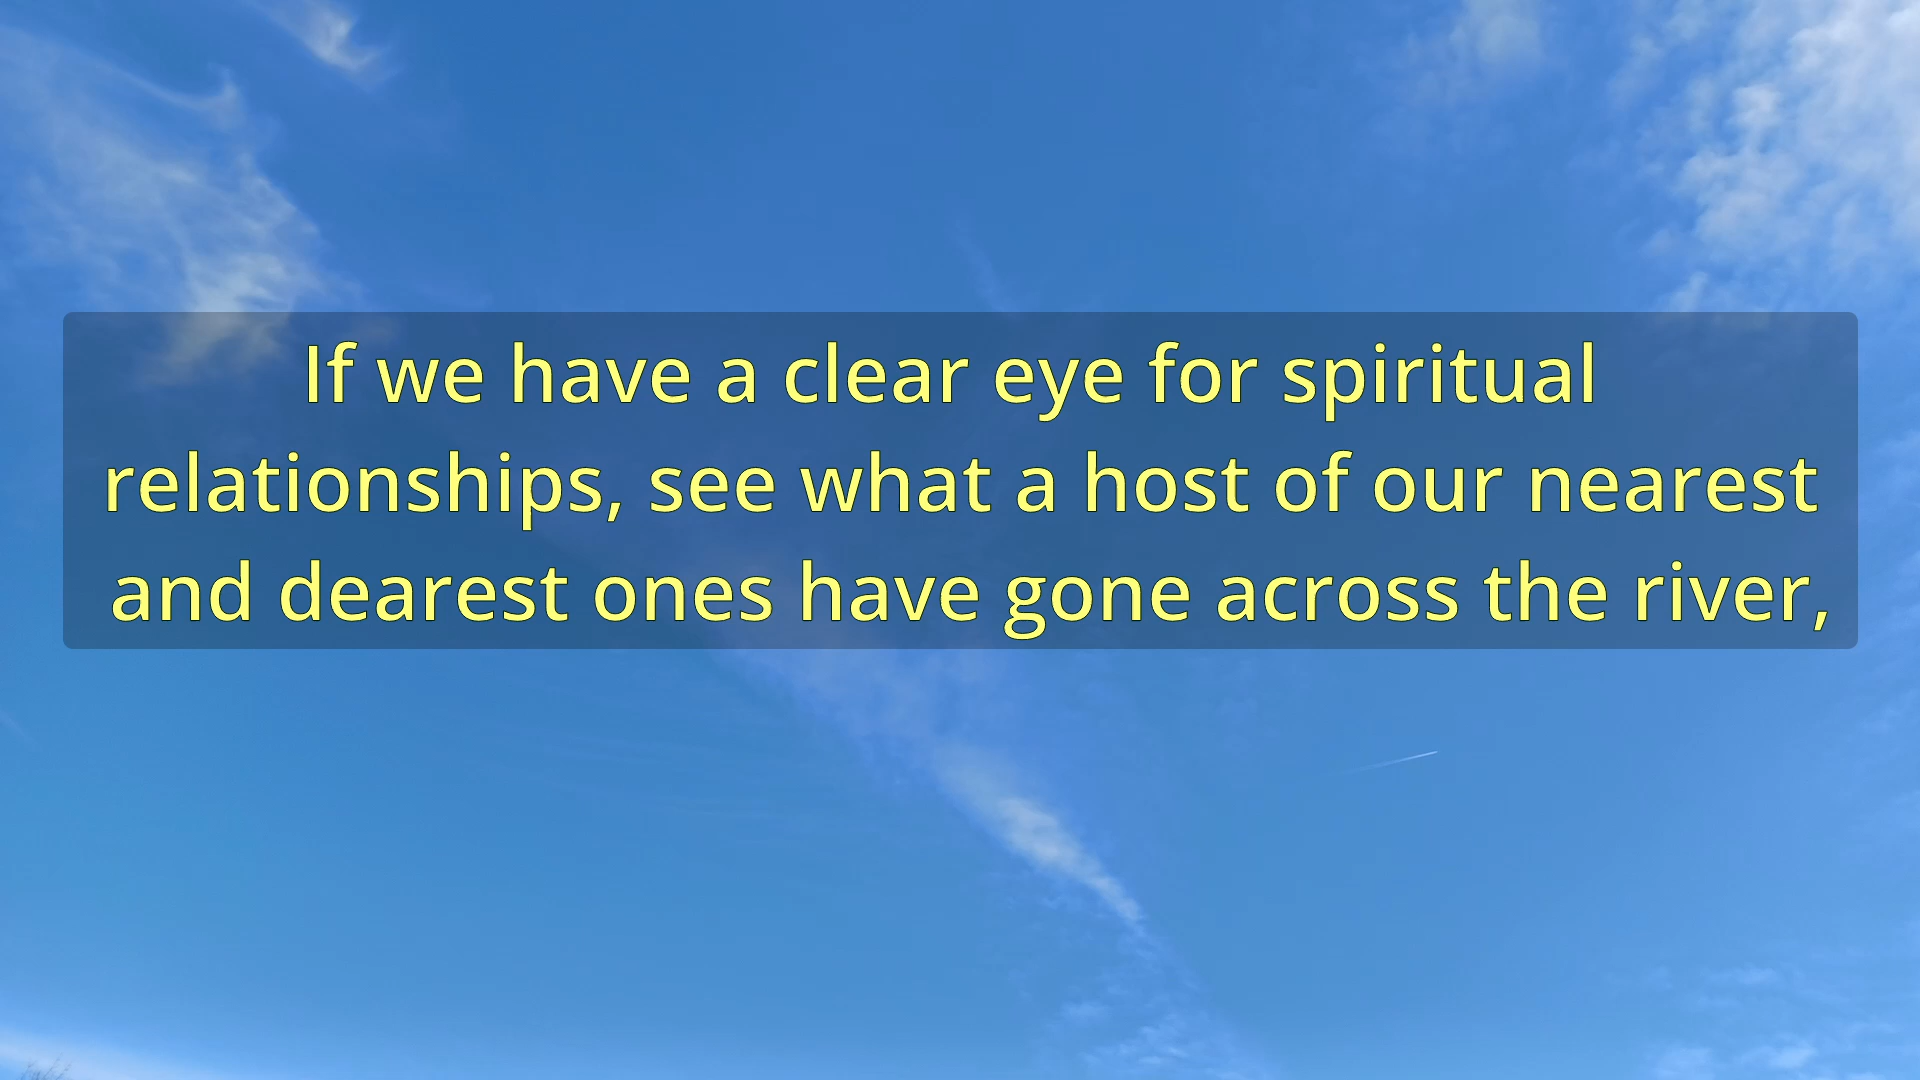 If we have a clear eye for spiritual
relationships, see what a host of our nearest
and dearest ones have gone across the river,